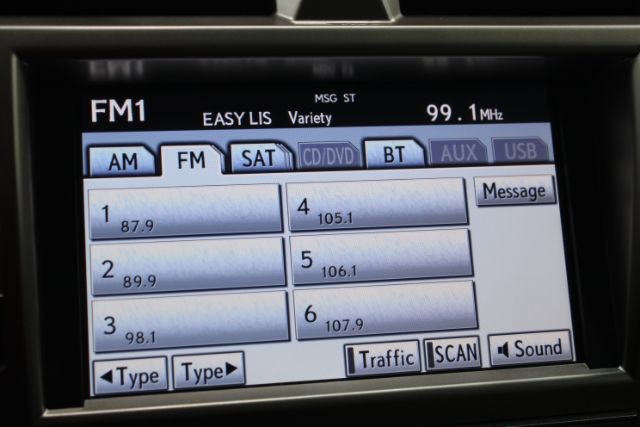 MSG ST
FM1 EASY LIS Variety 99.1MHz
AM FM SAT CD/DVD BT AUX USB
1 87.9 4 105.1 Message
2 89.9 5 106.1
3 98.1 6 107.9
◀Type Type▶ Traffic SCAN Sound